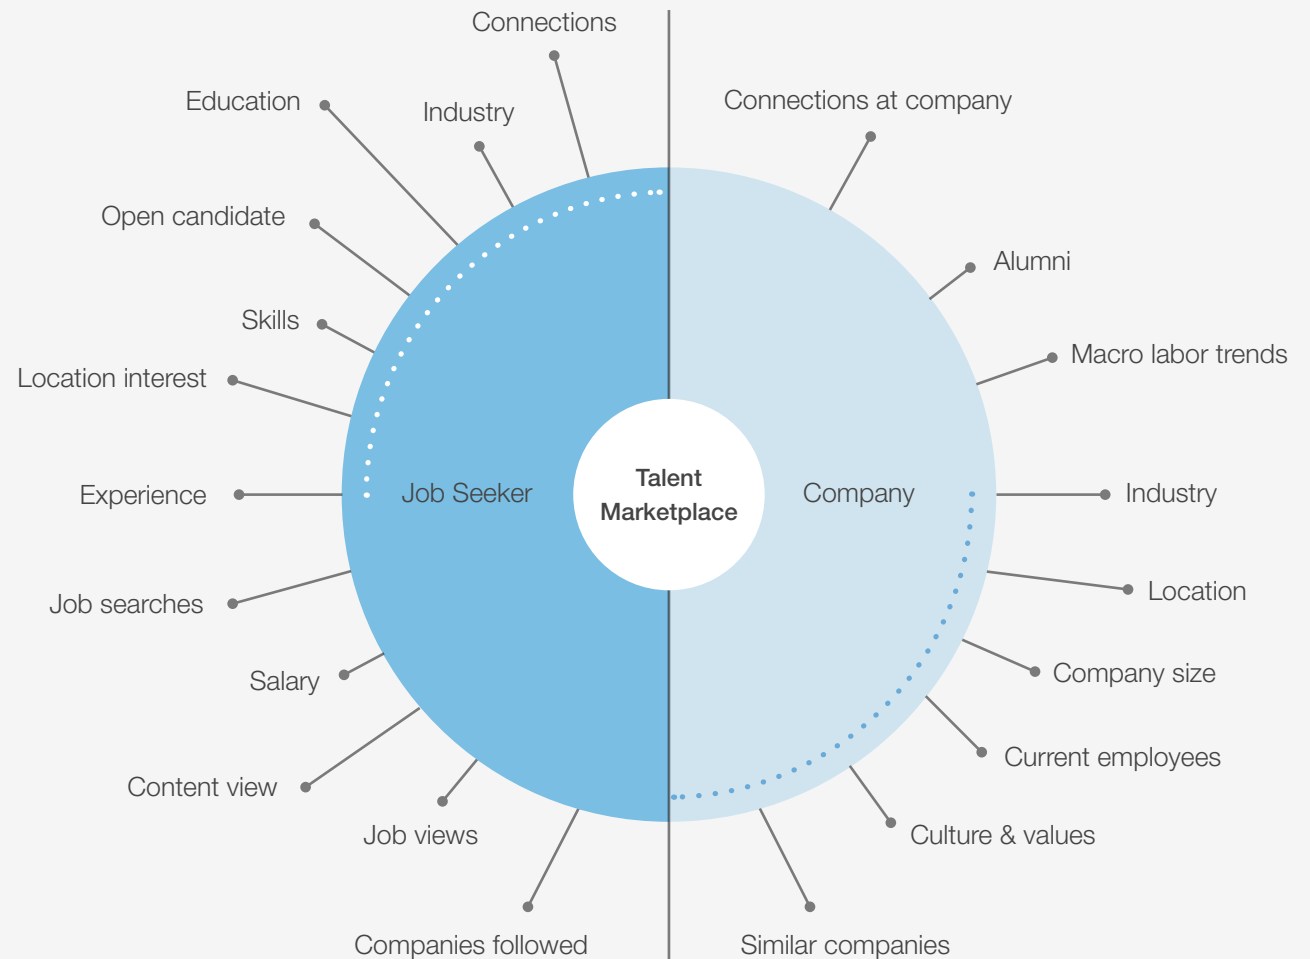 Connections
Education
Industry
Open candidate
Skills
Location interest
Experience
Job searches
Salary
Content view
Job views
Companies followed
Job Seeker
Talent
Marketplace
Company
Connections at company
Alumni
Macro labor trends
Industry
Location
Company size
Current employees
Culture & values
Similar companies